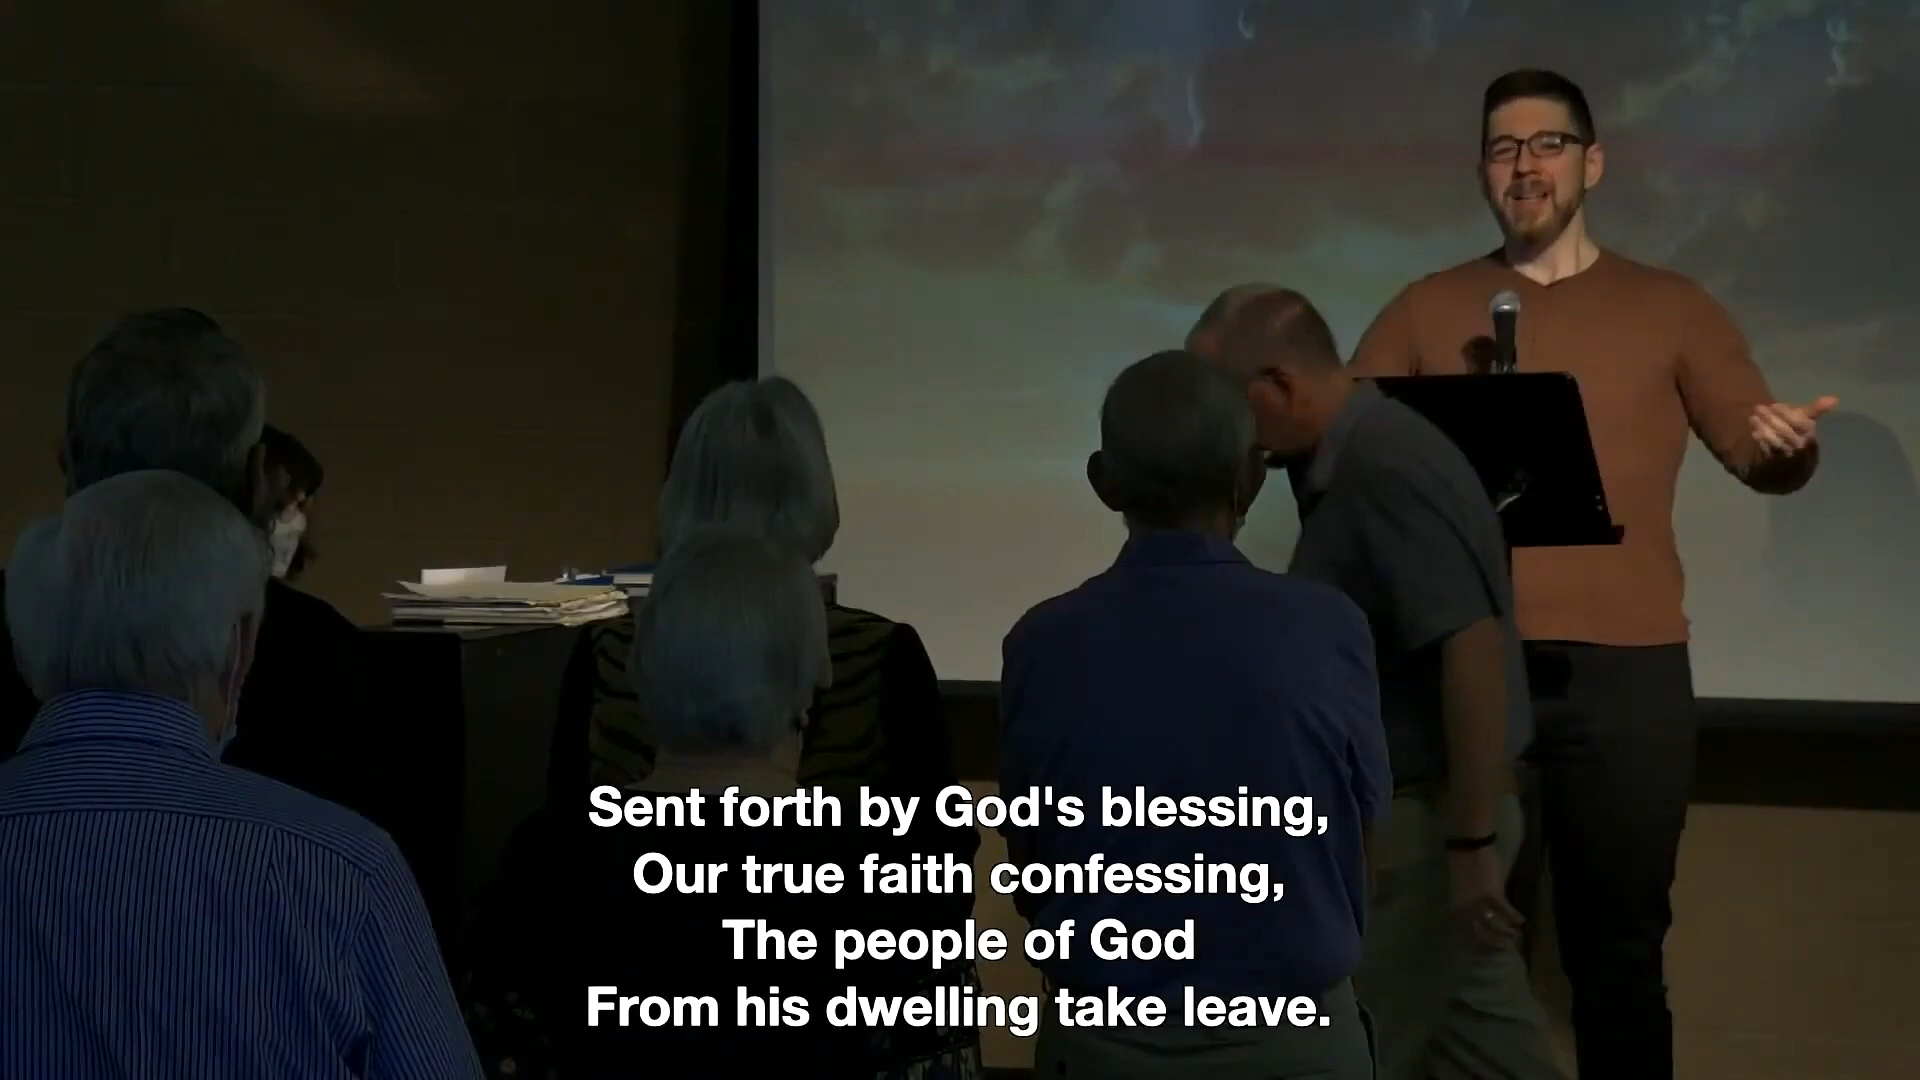 Sent forth by God's blessing,
Our true faith confessing,
The people of God
From his dwelling take leave.